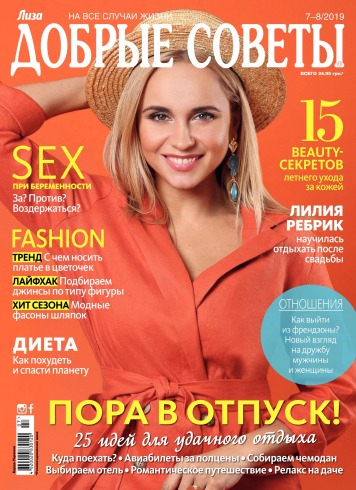 Лиза НА ВСЕ СЛУЧАИ ЖИЗНИ 7–8/2019
ДОБРЫЕ СОВЕТЫ
ВСЕГО 24,95 грн.*
15
BEAUTY-
СЕКРЕТОВ
летнего ухода
за кожей
SEX
ПРИ БЕРЕМЕННОСТИ
За? Против?
Воздержаться?
ЛИЛИЯ
РЕБРИК
научилась
отдыхать после
свадьбы
FASHION
ТРЕНД С чем носить
платье в цветочек
ЛАЙФХАК Подбираем
джинсы по типу фигуры
ХИТ СЕЗОНА Модные
фасоны шляпок
ОТНОШЕНИЯ
Как выйти
из френдзоны?
Новый взгляд
на дружбу
мужчины
и женщины
ДИЕТА
Как похудеть
и спасти планету
ПОРА В ОТПУСК!
25 идей для удачного отдыха
Куда поехать? • Авиабилеты за полцены • Собираем чемодан
Выбираем отель • Романтическое путешествие • Релакс на даче